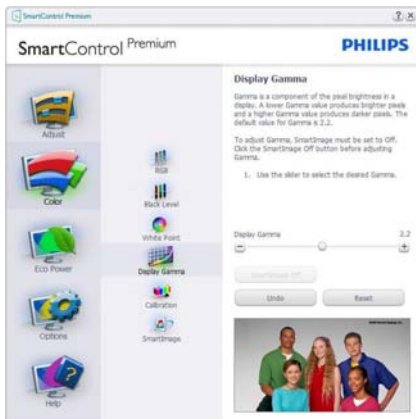 SmartControl Premium
SmartControl Premium
PHILIPS
Adjust
Color
Eco Power
Options
Help
RGB
Black Level
White Point
Display Gamma
Calibration
SmartImage
Display Gamma
Gamma is a component of the pixel brightness in a
display. A lower Gamma value produces brighter pixels
and a higher Gamma value produces darker pixels. The
default value for Gamma is 2.2.
To adjust Gamma, SmartImage must be set to Off.
Click the SmartImage Off button before adjusting
Gamma.
1. Use the slider to select the desired Gamma.
Display Gamma 2.2
SmartImage Off
Undo Reset